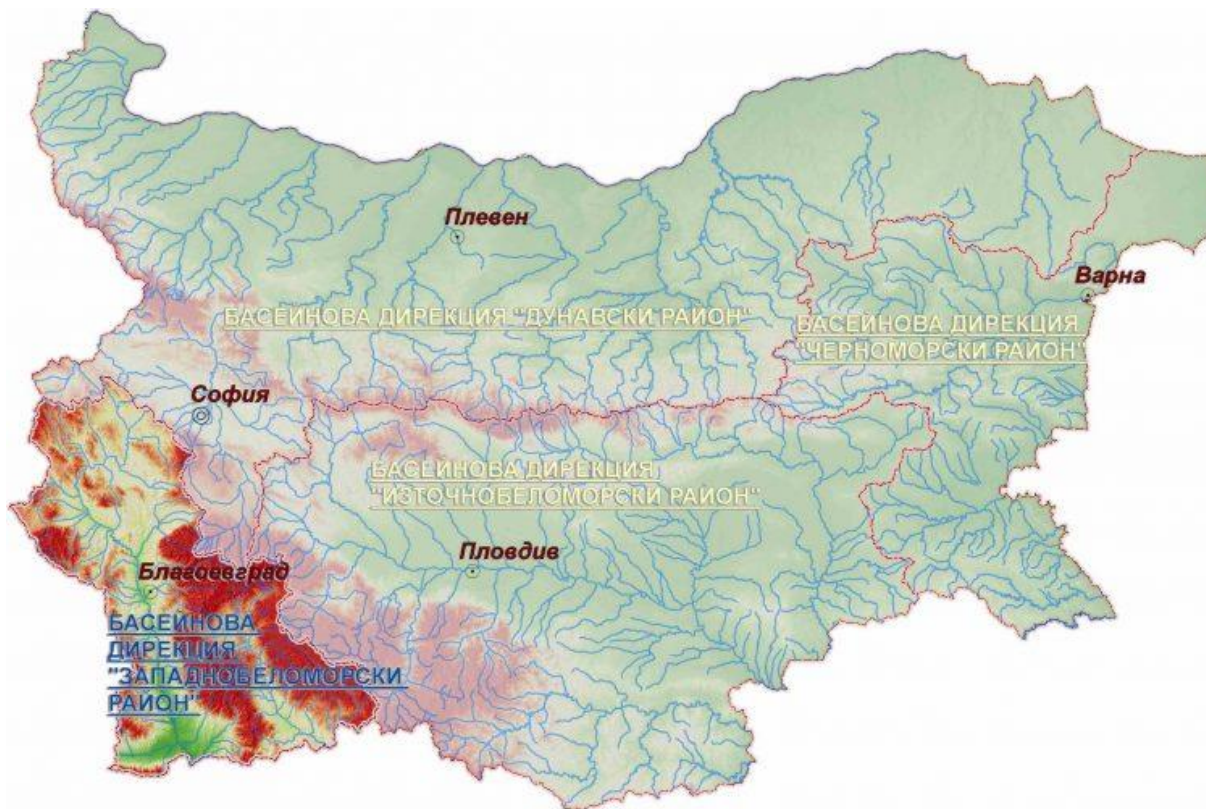 Плевен
Варна
БАСЕЙНОВА ДИРЕКЦИЯ "ДУНАВСКИ РАЙОН"
БАСЕЙНОВА ДИРЕКЦИЯ
"ЧЕРНОМОРСКИ РАЙОН"
София
БАСЕЙНОВА ДИРЕКЦИЯ
"ИЗТОЧНОБЕЛОМОРСКИ РАЙОН"
Пловдив
Благоевград
БАСЕЙНОВА
ДИРЕКЦИЯ
"ЗАПАДНОБЕЛОМОРСКИ
РАЙОН"